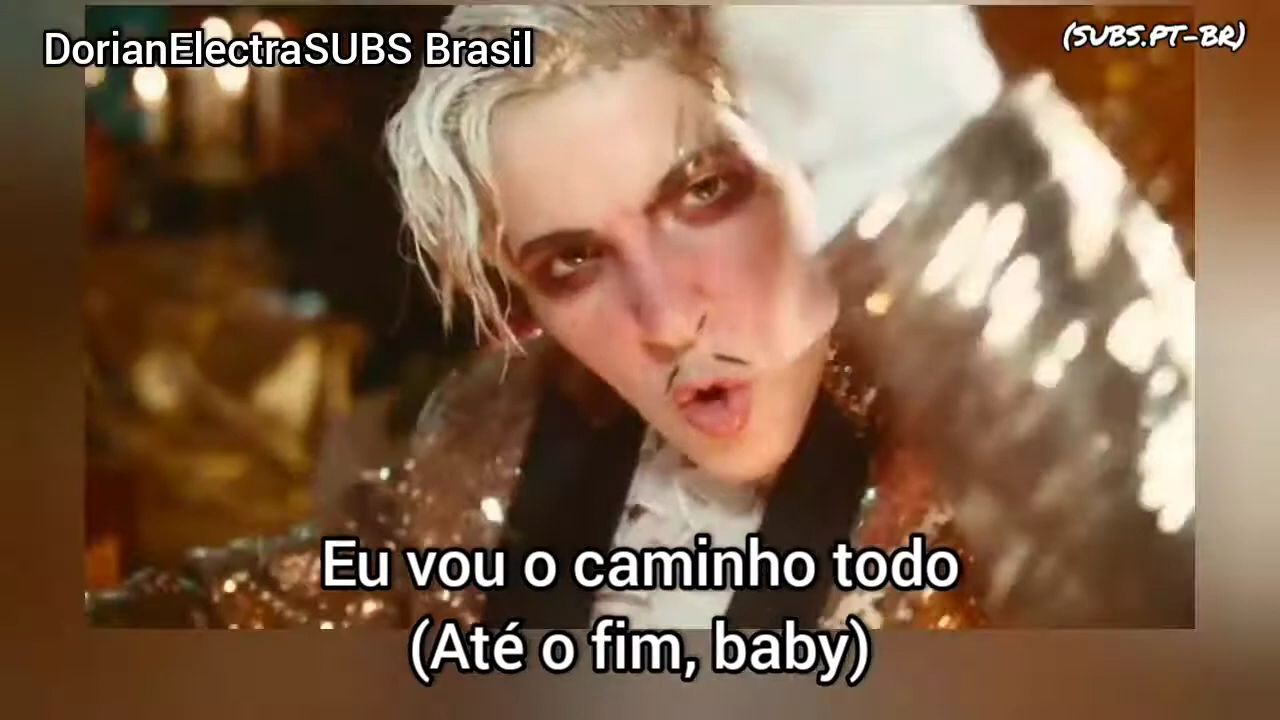 DorianElectraSUBS Brasil
(SUBS.PT-BR)
Eu vou o caminho todo
(Até o fim, baby)